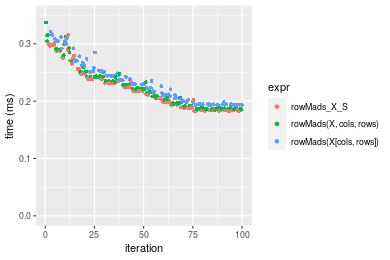 0.3
0.2
0.1
0.0
time (ms)
0
25
50
75
100
iteration
expr
rowMads_X_S
rowMads(X, cols, rows)
rowMads(X[cols, rows])